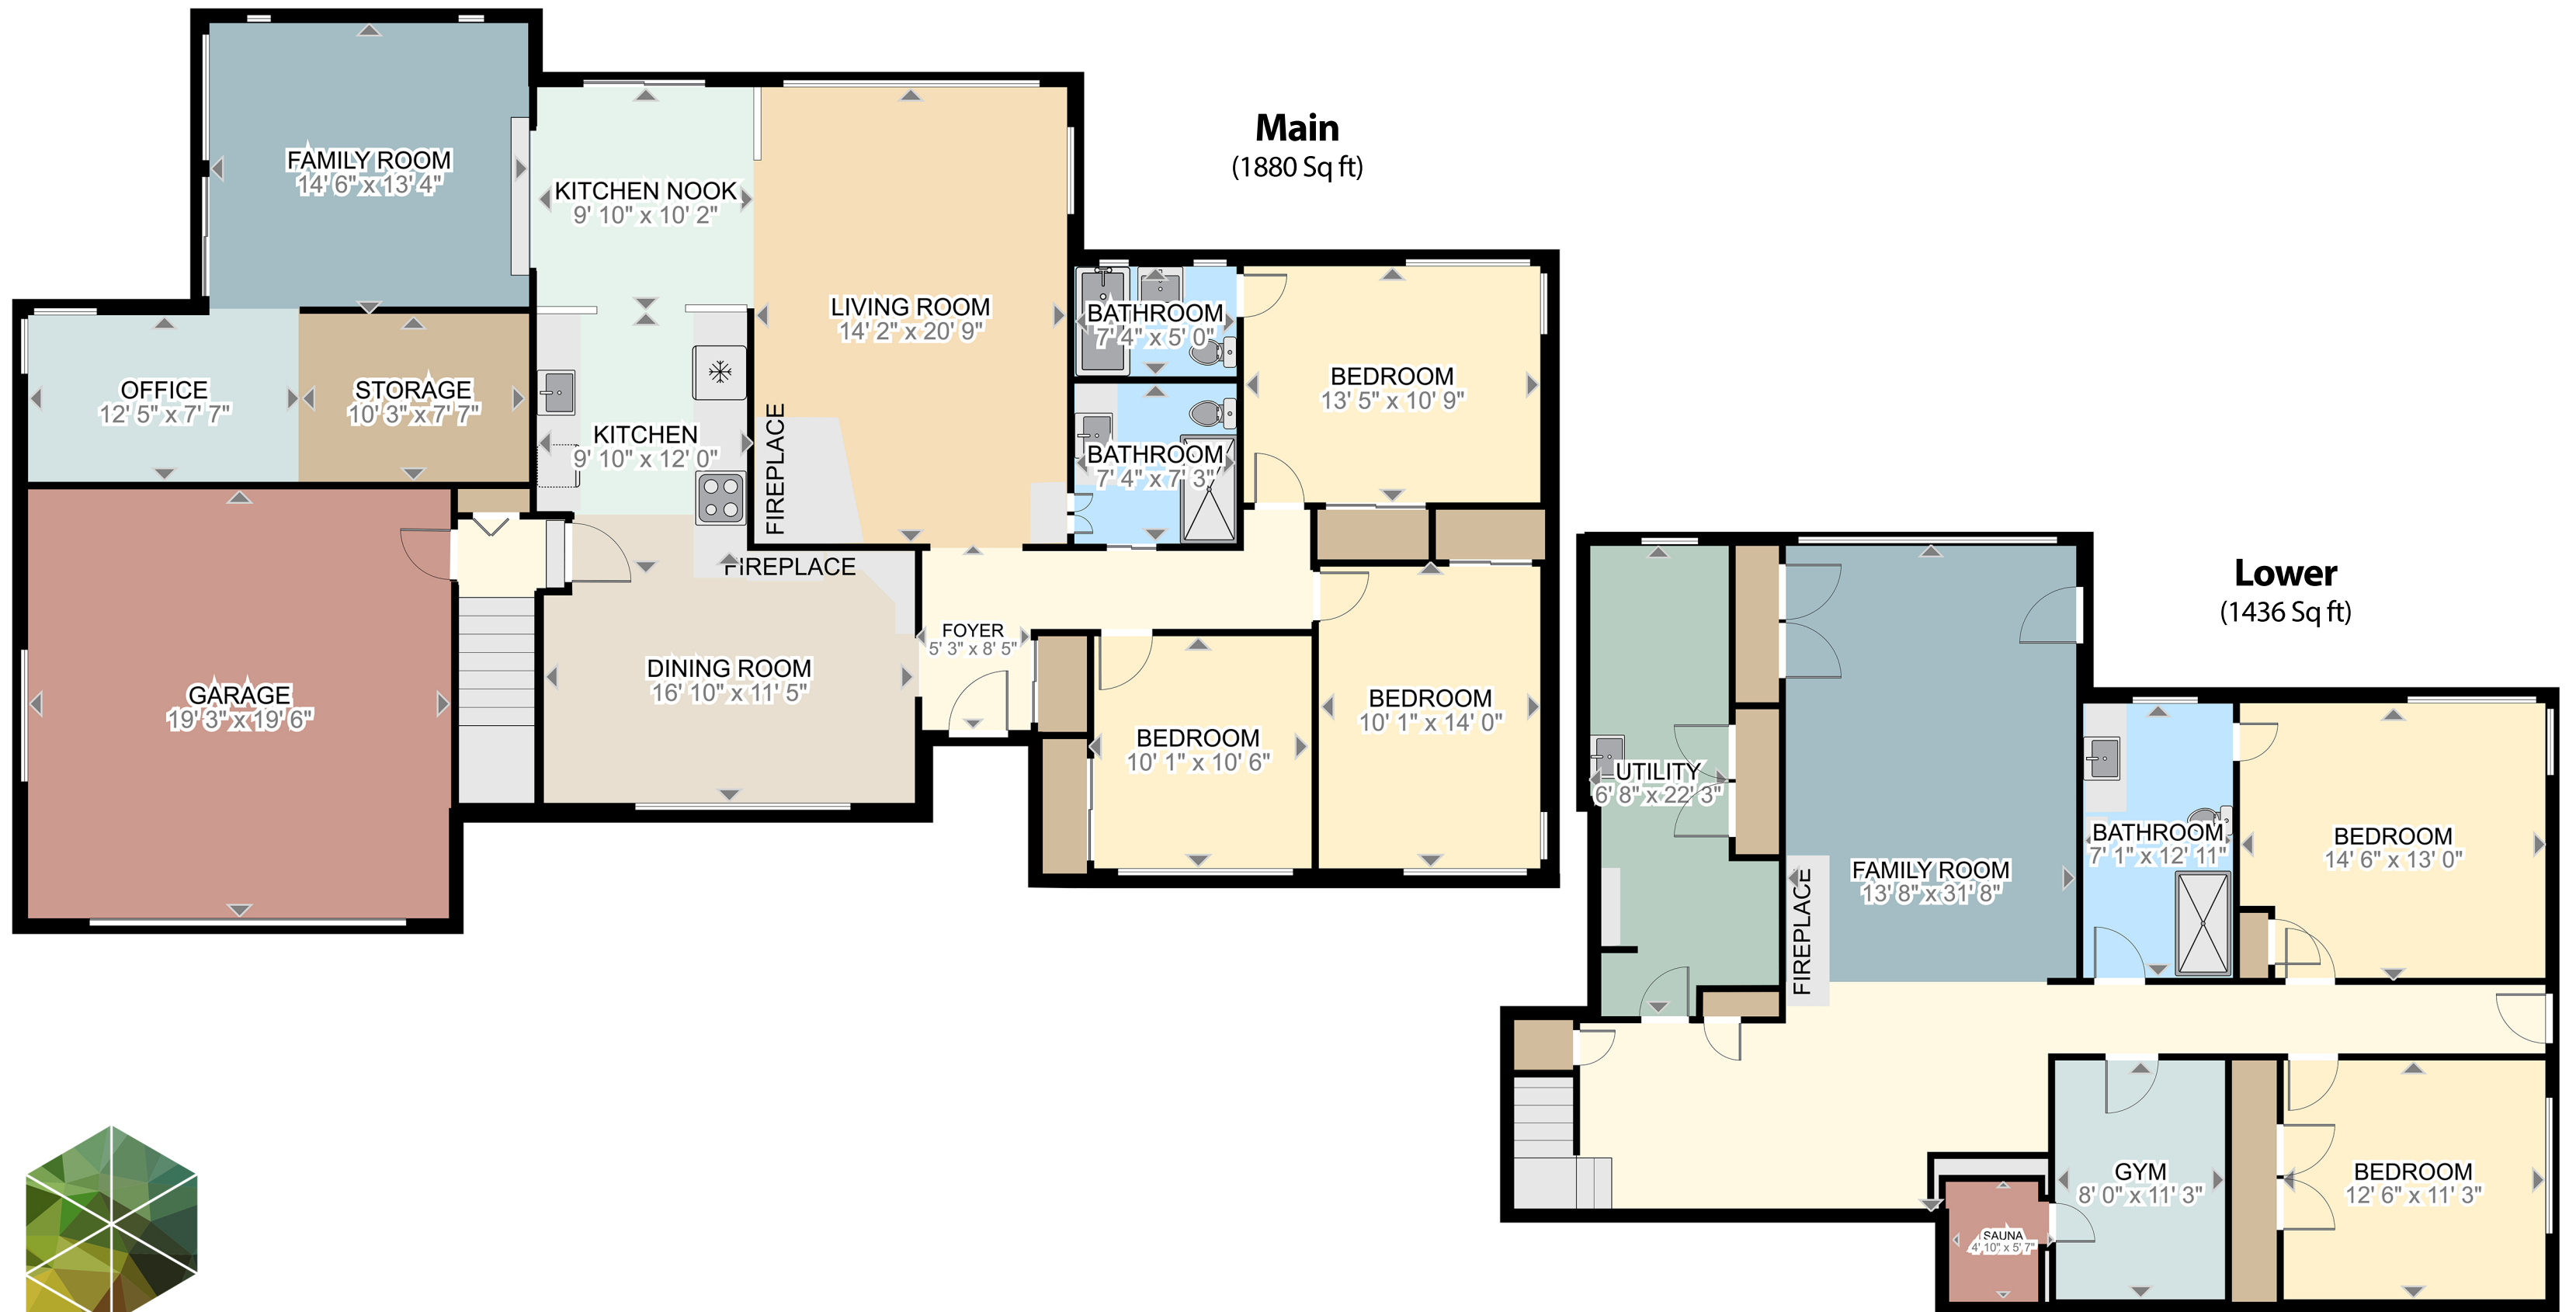 Main
(1880 Sq ft)
FAMILY ROOM
14' 6" x 13' 4"
KITCHEN NOOK
9' 10" x 10' 2"
LIVING ROOM
14' 2" x 20' 9"
BATHROOM
7' 4" x 5' 0"
BEDROOM
13' 5" x 10' 9"
OFFICE
12' 5" x 7' 7"
STORAGE
10' 3" x 7' 7"
KITCHEN
9' 10" x 12' 0"
FIREPLACE
BATHROOM
7' 4" x 7' 3"
FIREPLACE
FOYER
5' 3" x 8' 5"
GARAGE
19' 3" x 19' 6"
DINING ROOM
16' 10" x 11' 5"
BEDROOM
10' 1" x 10' 6"
BEDROOM
10' 1" x 14' 0"
Lower
(1436 Sq ft)
UTILITY
6' 8" x 22' 3"
FAMILY ROOM
13' 8" x 31' 8"
FIREPLACE
BATHROOM
7' 1" x 12' 11"
BEDROOM
14' 6" x 13' 0"
GYM
8' 0" x 11' 3"
BEDROOM
12' 6" x 11' 3"
SAUNA
4' 10" x 5' 7"